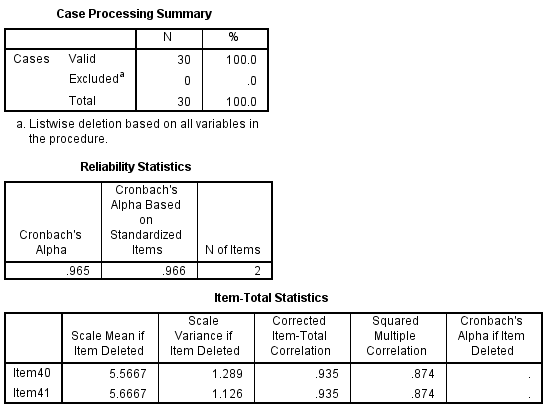 Case Processing Summary
N %
Cases Valid 30 100.0
Excludedª 0 .0
Total 30 100.0
a. Listwise deletion based on all variables in
the procedure.
Reliability Statistics
Cronbach's
Alpha
Cronbach's
Alpha Based
on
Standardized
Items
N of Items
.965 .966 2
Item-Total Statistics
Scale Mean if
Item Deleted
Scale
Variance if
Item Deleted
Corrected
Item-Total
Correlation
Squared
Multiple
Correlation
Cronbach's
Alpha if Item
Deleted
Item40 5.5667 1.289 .935 .874 .
Item41 5.6667 1.126 .935 .874 .